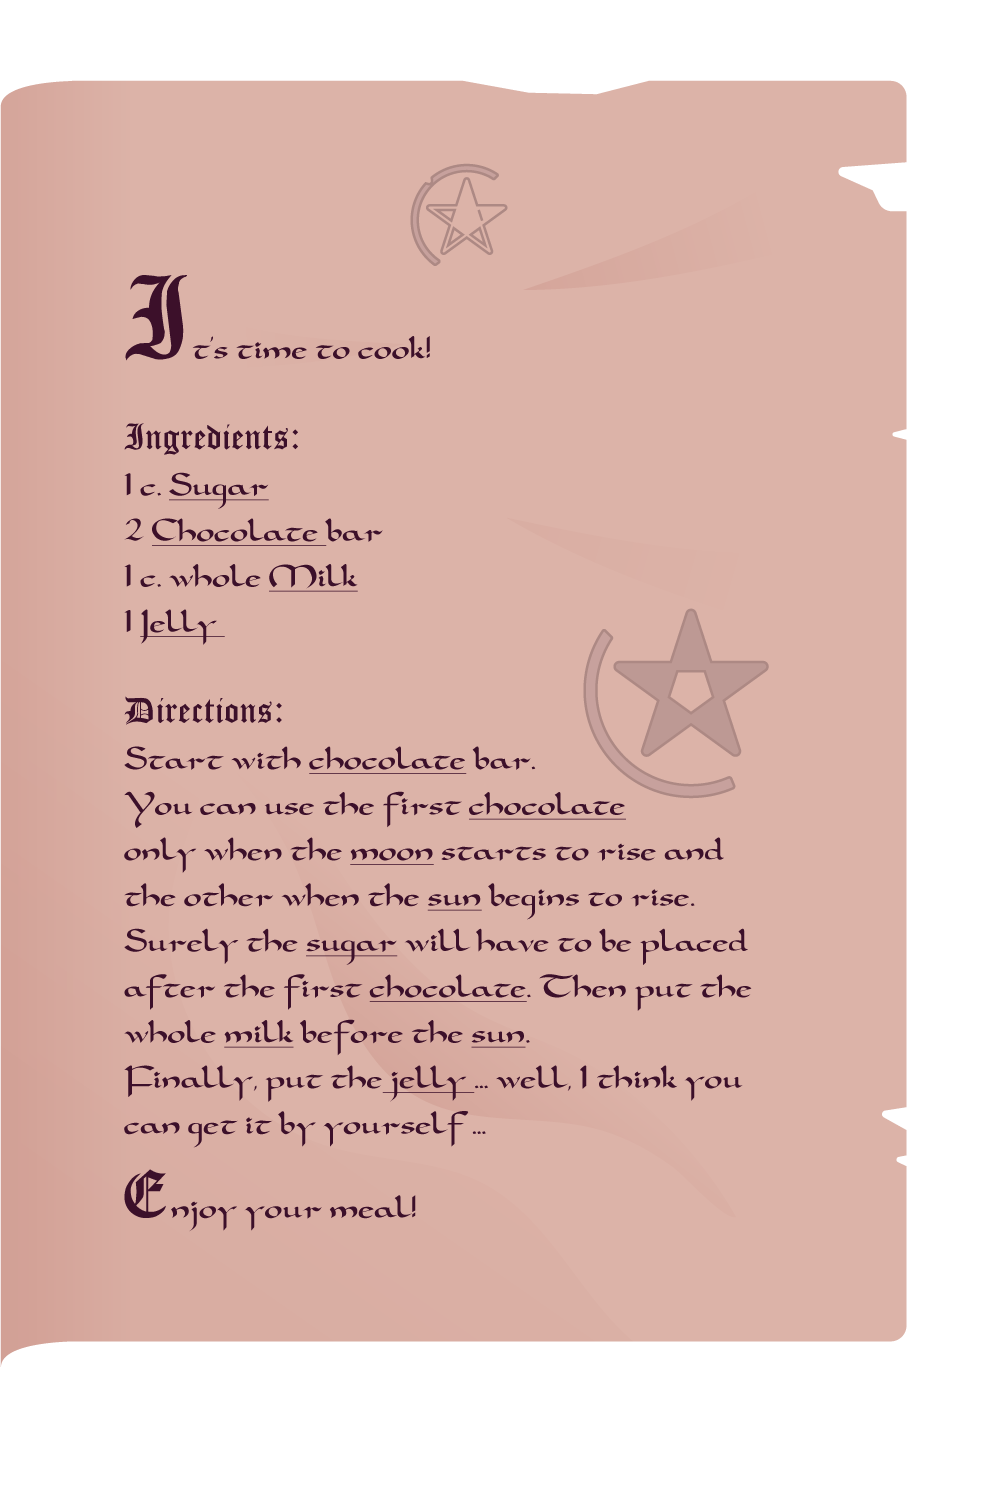 It's time to cook!
Ingredients:
1 c. Sugar
2 Chocolate bar
1 c. whole Milk
1 Jelly
Directions:
Start with chocolate bar.
You can use the first chocolate
only when the moon starts to rise and
the other when the sun begins to rise.
Surely the sugar will have to be placed
after the first chocolate. Then put the
whole milk before the sun.
Finally, put the jelly ... well, I think you
can get it by yourself ...
Enjoy your meal!